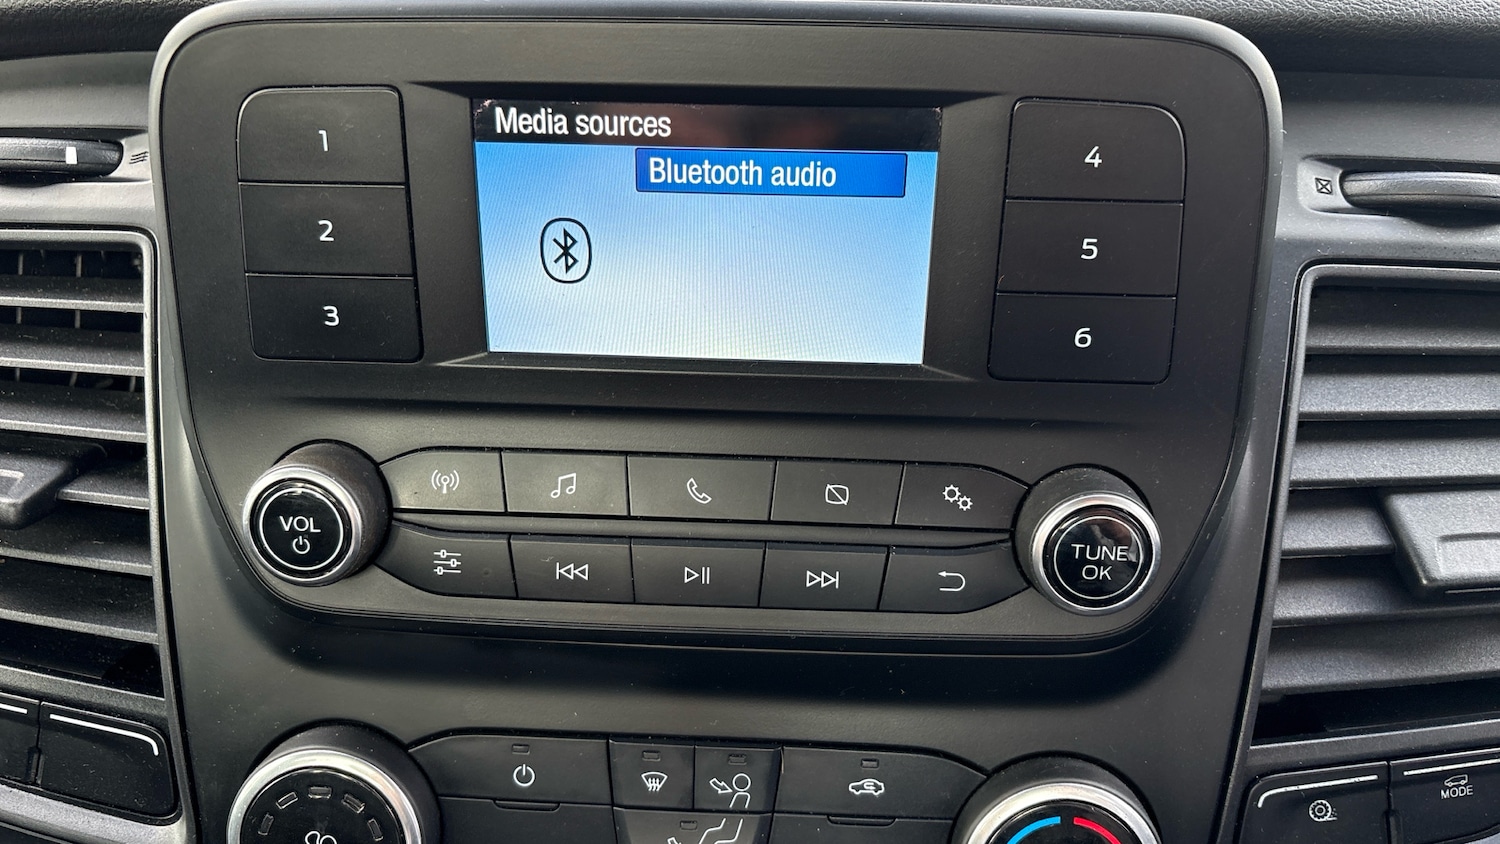 Media sources
Bluetooth audio
1
2
3
4
5
6
VOL
TUNE
OK
MODE